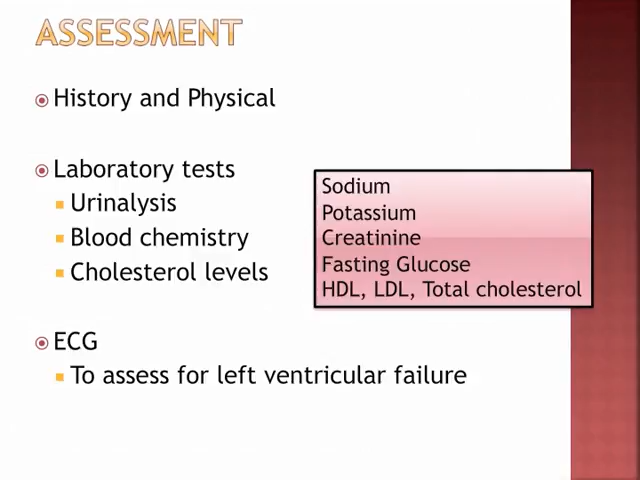 ASSESSMENT
History and Physical
Laboratory tests
Urinalysis
Blood chemistry
Cholesterol levels
Sodium
Potassium
Creatinine
Fasting Glucose
HDL, LDL, Total cholesterol
ECG
To assess for left ventricular failure